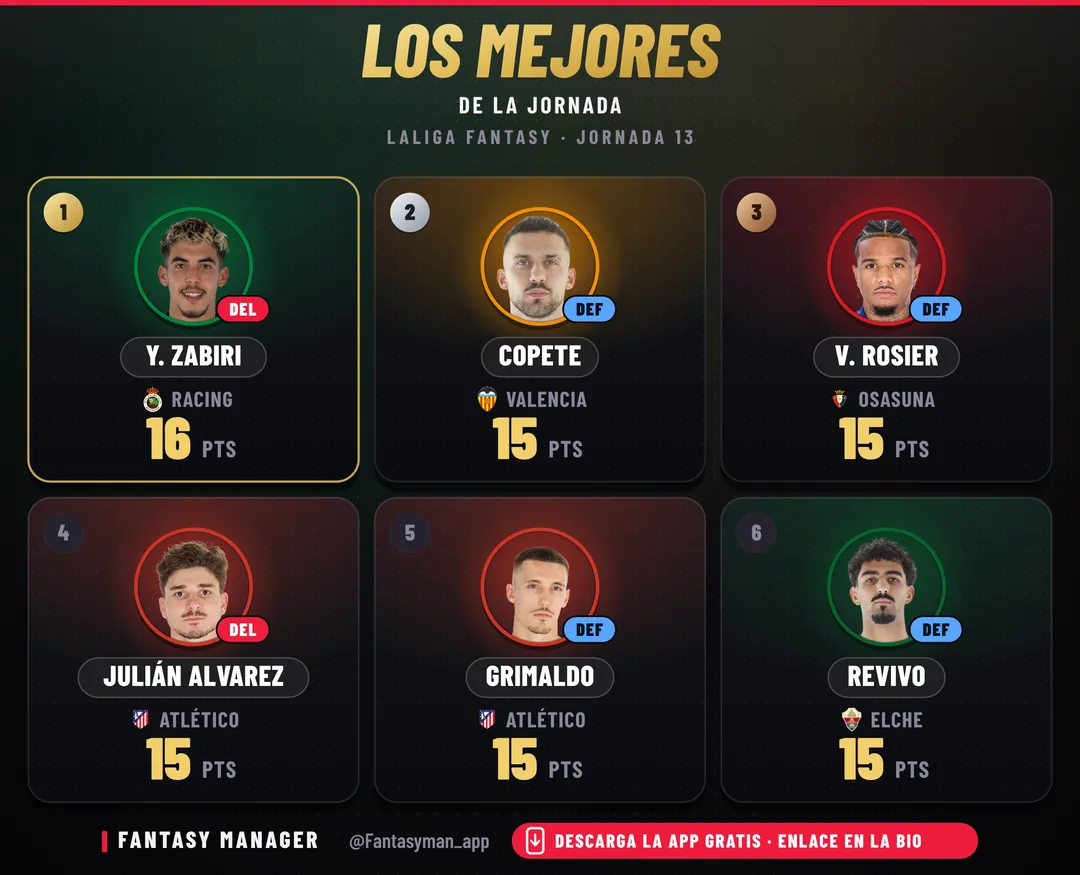 LOS MEJORES
DE LA JORNADA
LALIGA FANTASY · JORNADA 13
1
DEL
Y. ZABIRI
RACING
16 PTS
2
DEF
COPETE
VALENCIA
15 PTS
3
DEF
V. ROSIER
OSASUNA
15 PTS
4
DEL
JULIÁN ALVAREZ
ATLÉTICO
15 PTS
5
DEF
GRIMALDO
ATLÉTICO
15 PTS
6
DEF
REVIVO
ELCHE
15 PTS
FANTASY MANAGER @Fantasyman_app DESCARGA LA APP GRATIS · ENLACE EN LA BIO